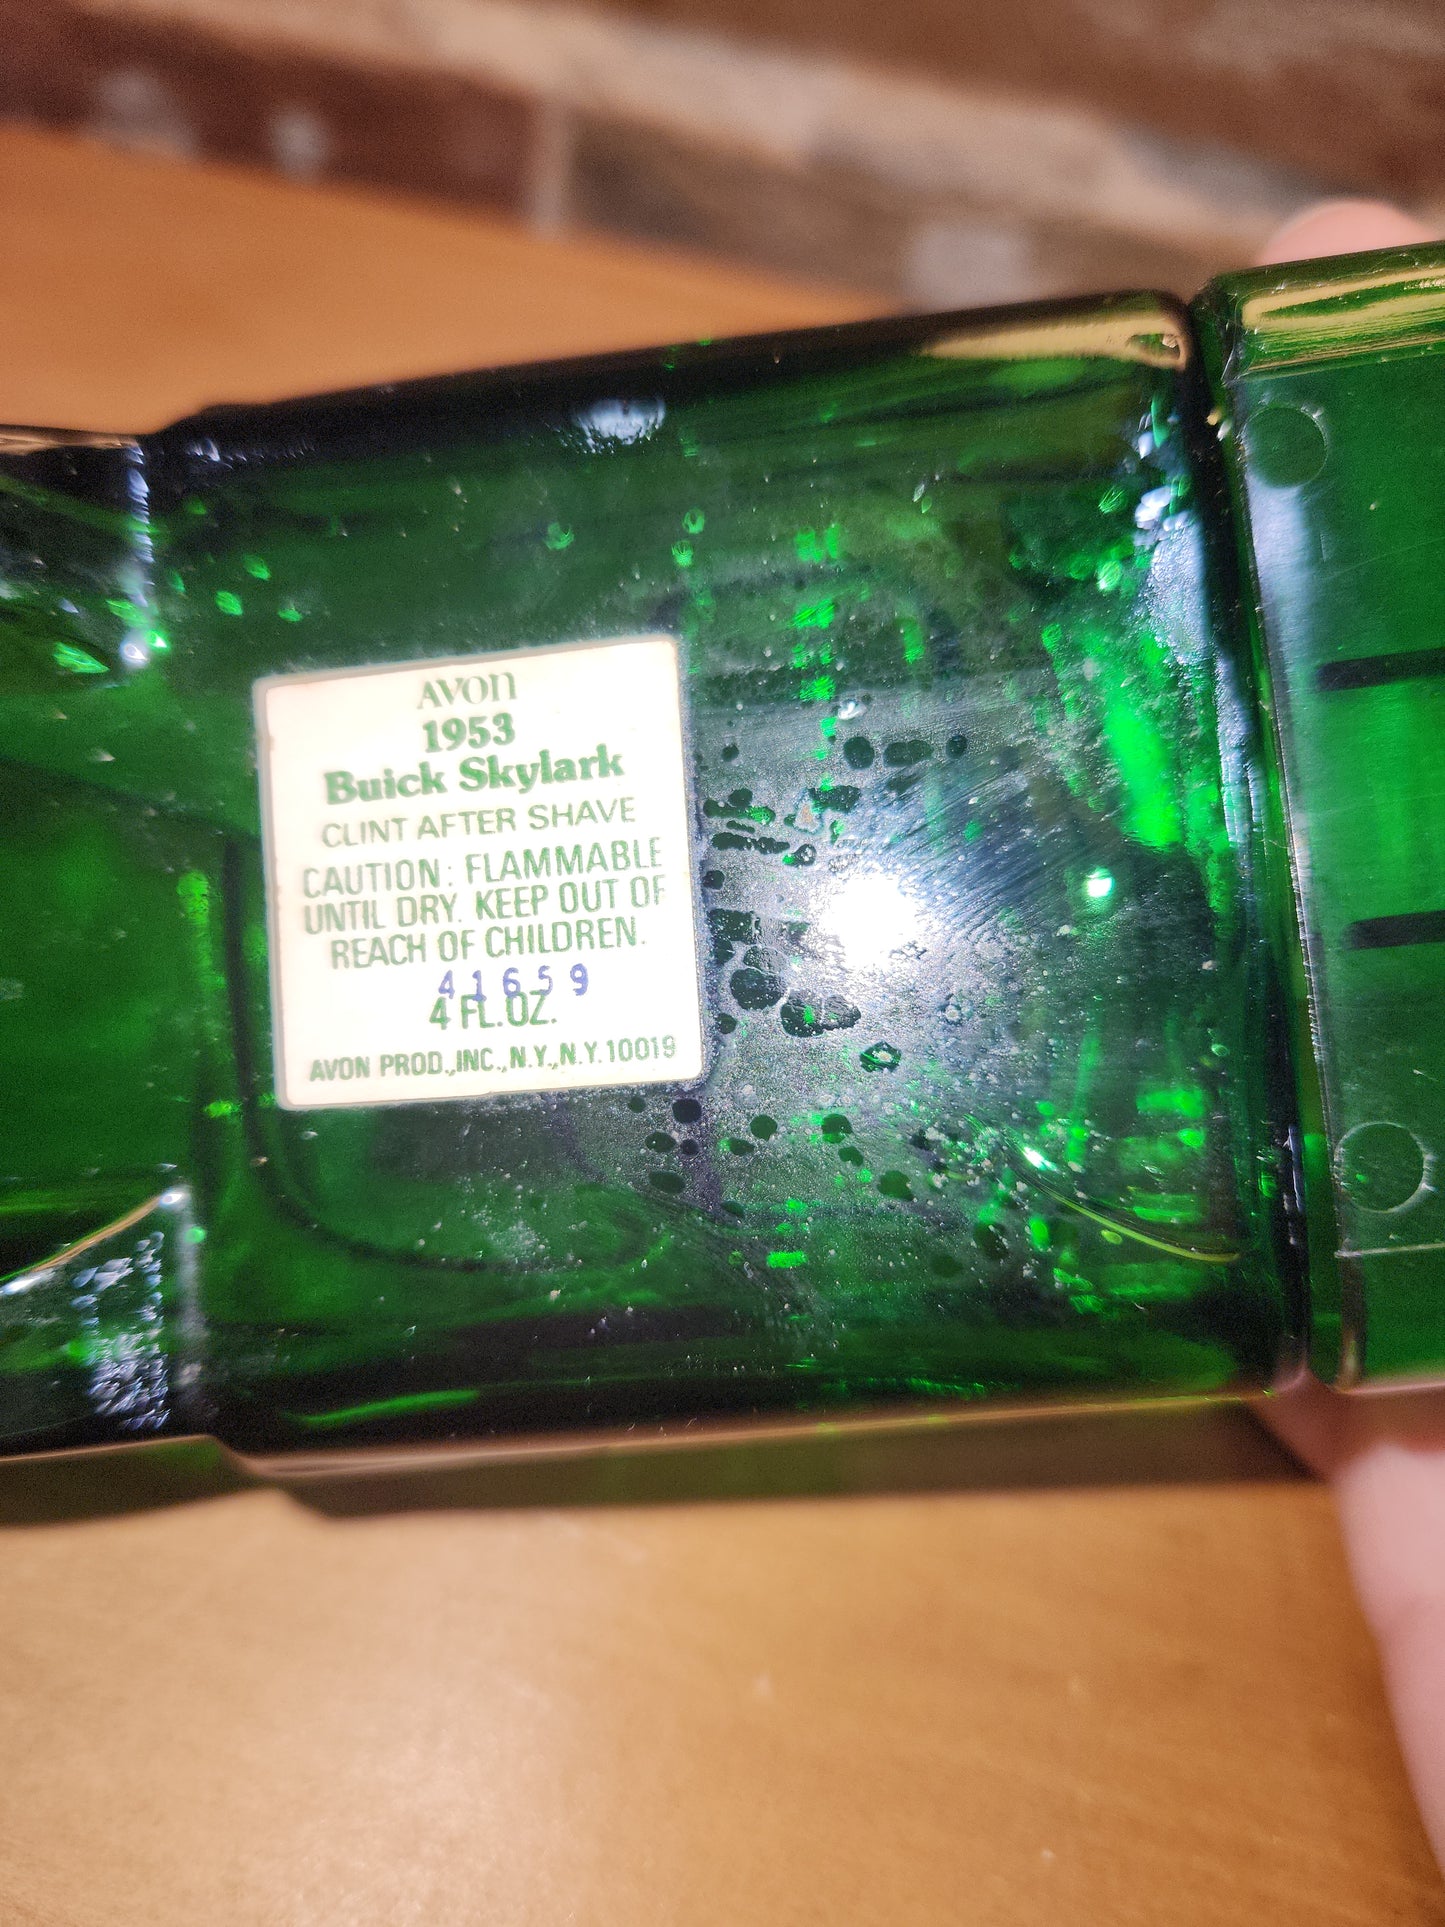 AVON
1953
Buick Skylark
CLINT AFTER SHAVE
CAUTION: FLAMMABLE
UNTIL DRY. KEEP OUT OF
REACH OF CHILDREN.
41659
4 FL.OZ.
AVON PROD.,INC.,N.Y.,N.Y.10019